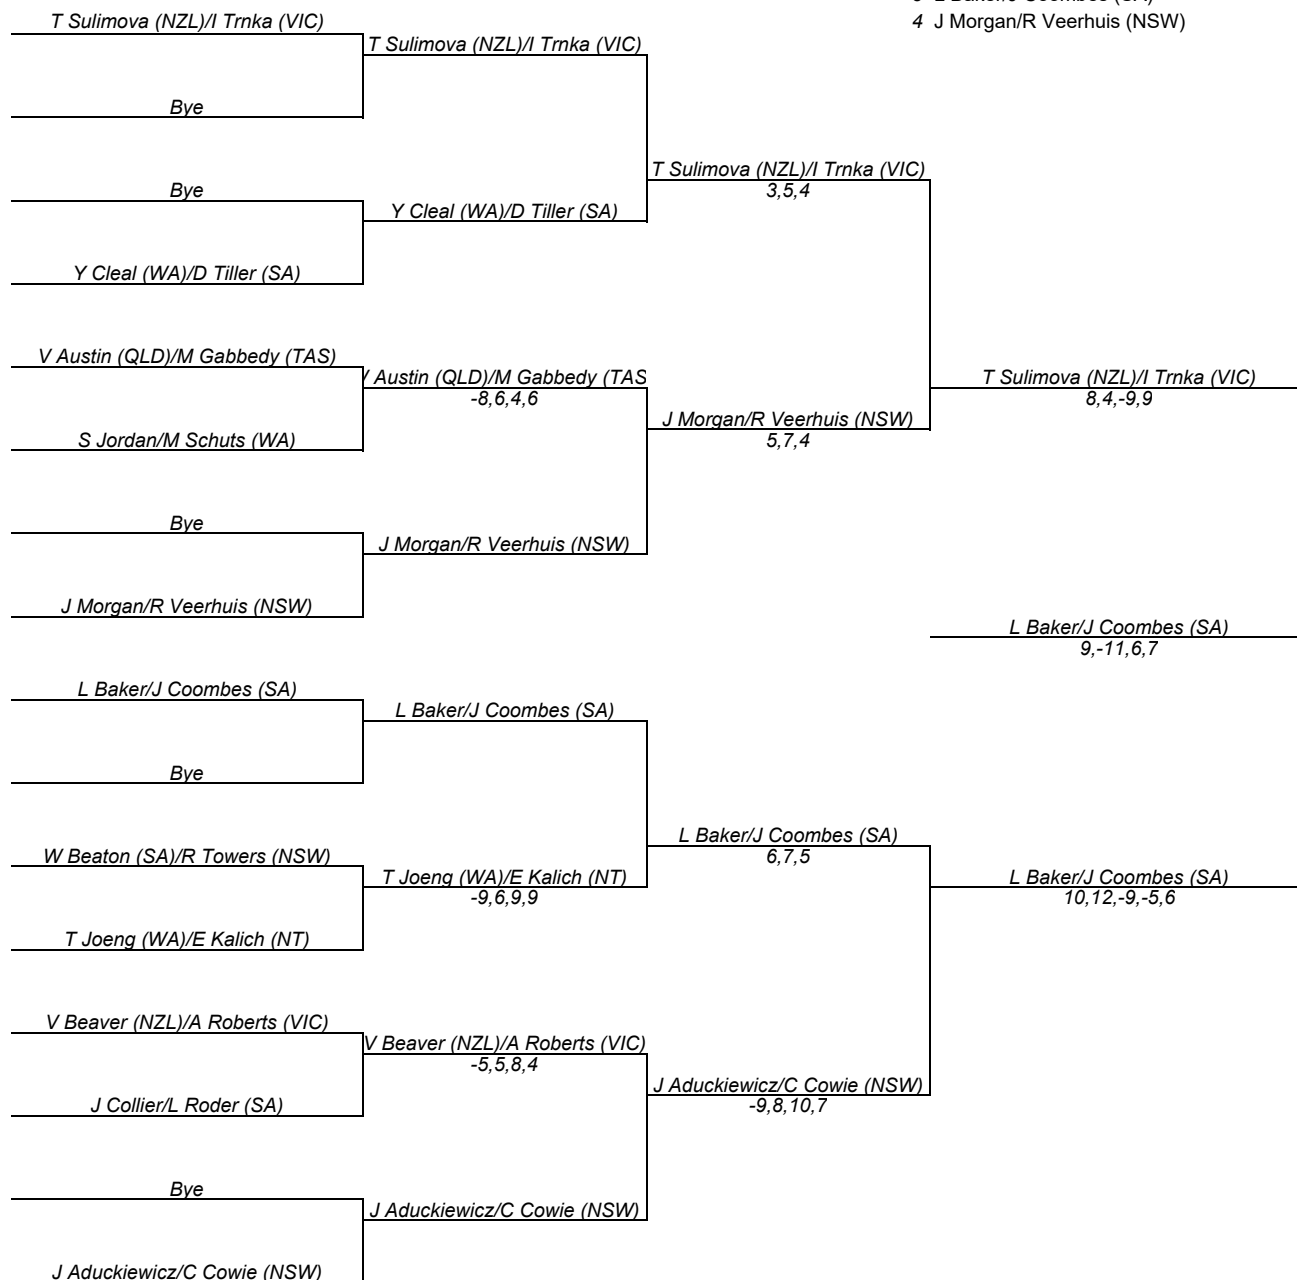 4 J Morgan/R Veerhuis (NSW)
T Sulimova (NZL)/I Trnka (VIC)
T Sulimova (NZL)/I Trnka (VIC)
Bye
T Sulimova (NZL)/I Trnka (VIC)
3,5,4
Bye
Y Cleal (WA)/D Tiller (SA)
Y Cleal (WA)/D Tiller (SA)
V Austin (QLD)/M Gabbedy (TAS)
Austin (QLD)/M Gabbedy (TAS
-8,6,4,6
T Sulimova (NZL)/I Trnka (VIC)
8,4,-9,9
J Morgan/R Veerhuis (NSW)
5,7,4
S Jordan/M Schuts (WA)
Bye
J Morgan/R Veerhuis (NSW)
J Morgan/R Veerhuis (NSW)
L Baker/J Coombes (SA)
9,-11,6,7
L Baker/J Coombes (SA)
L Baker/J Coombes (SA)
Bye
L Baker/J Coombes (SA)
6,7,5
W Beaton (SA)/R Towers (NSW)
T Joeng (WA)/E Kalich (NT)
-9,6,9,9
L Baker/J Coombes (SA)
10,12,-9,-5,6
T Joeng (WA)/E Kalich (NT)
V Beaver (NZL)/A Roberts (VIC)
V Beaver (NZL)/A Roberts (VIC)
-5,5,8,4
J Aduckiewicz/C Cowie (NSW)
-9,8,10,7
J Collier/L Roder (SA)
Bye
J Aduckiewicz/C Cowie (NSW)
J Aduckiewicz/C Cowie (NSW)